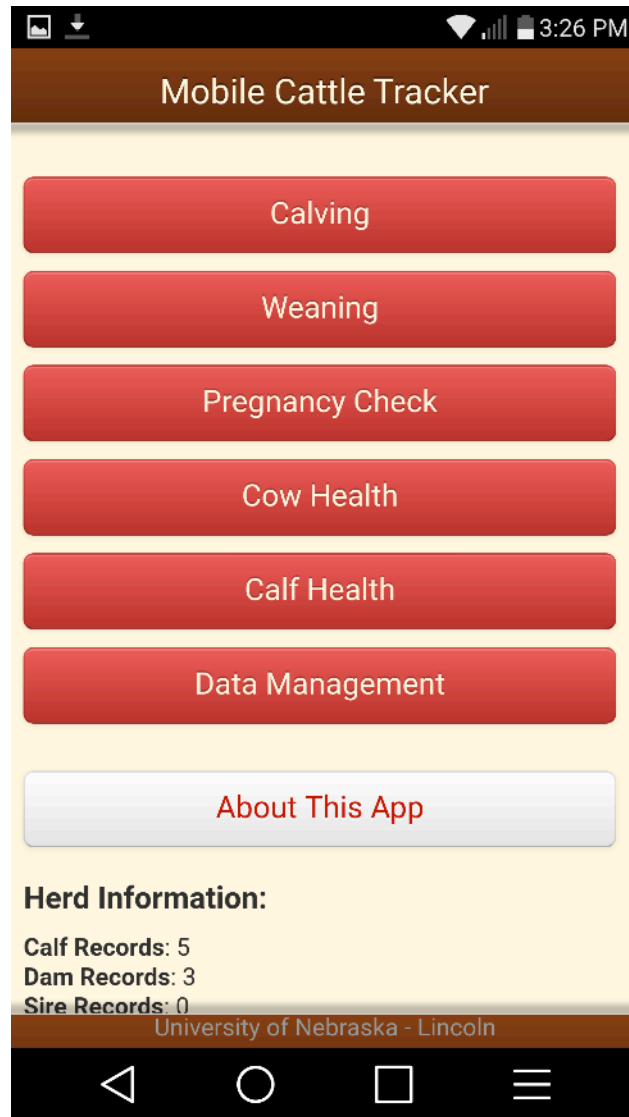 3:26 PM
Mobile Cattle Tracker
Calving
Weaning
Pregnancy Check
Cow Health
Calf Health
Data Management
About This App
Herd Information:
Calf Records: 5
Dam Records: 3
Sire Records: 0
University of Nebraska - Lincoln